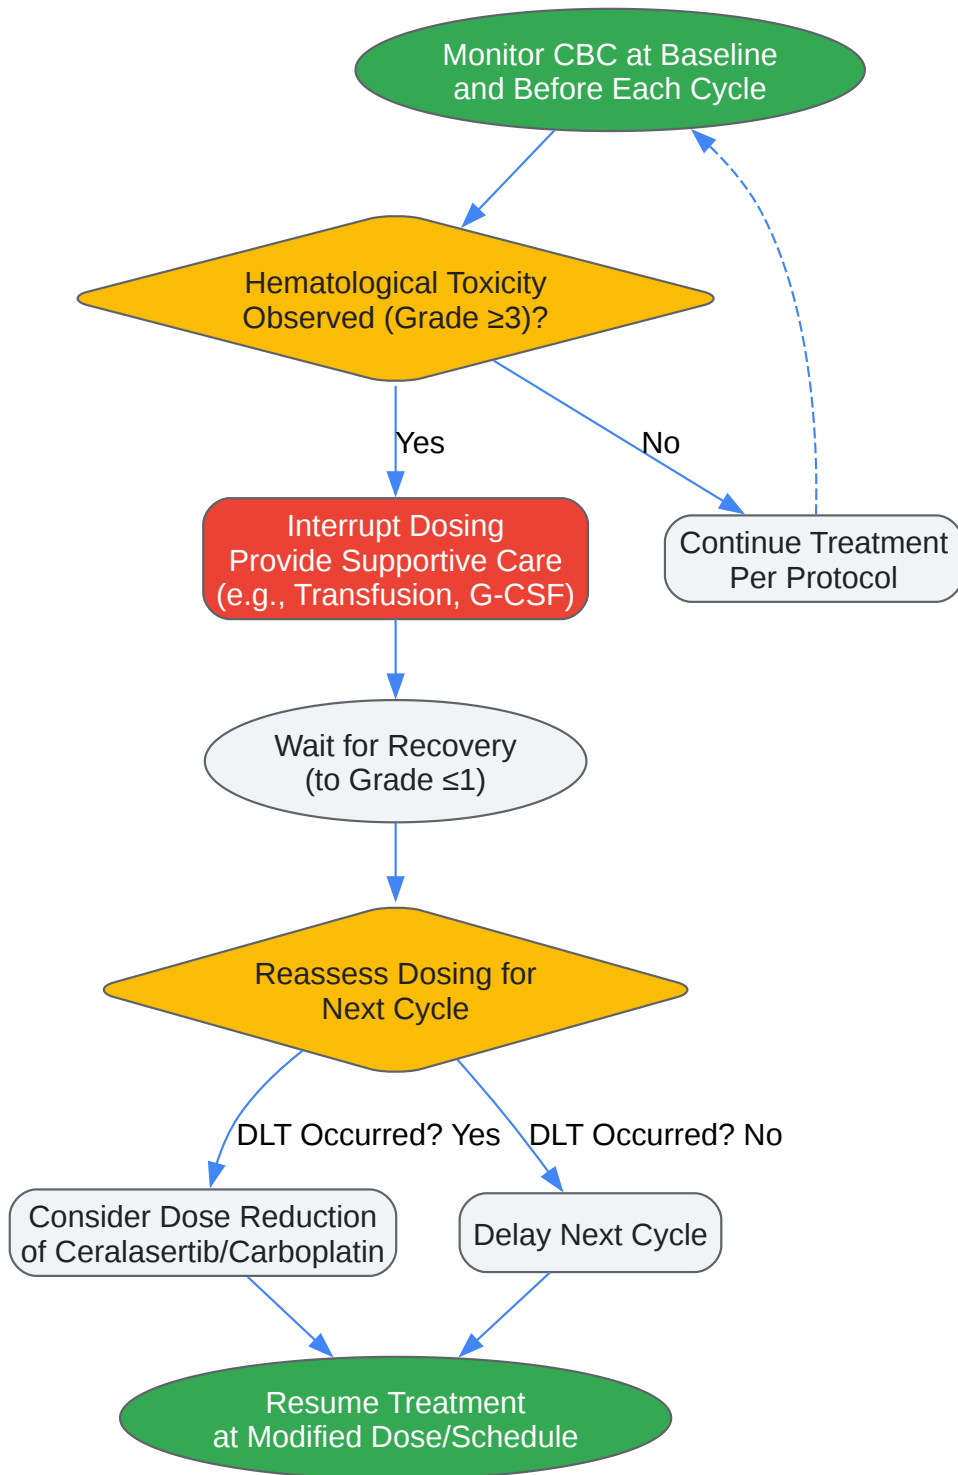 Monitor CBC at Baseline
and Before Each Cycle
Hematological Toxicity
Observed (Grade ≥3)?
Yes
No
Interrupt Dosing
Provide Supportive Care
(e.g., Transfusion, G-CSF)
Continue Treatment
Per Protocol
Wait for Recovery
(to Grade ≤1)
Reassess Dosing for
Next Cycle
DLT Occurred? Yes
DLT Occurred? No
Consider Dose Reduction
of Ceralasertib/Carboplatin
Delay Next Cycle
Resume Treatment
at Modified Dose/Schedule